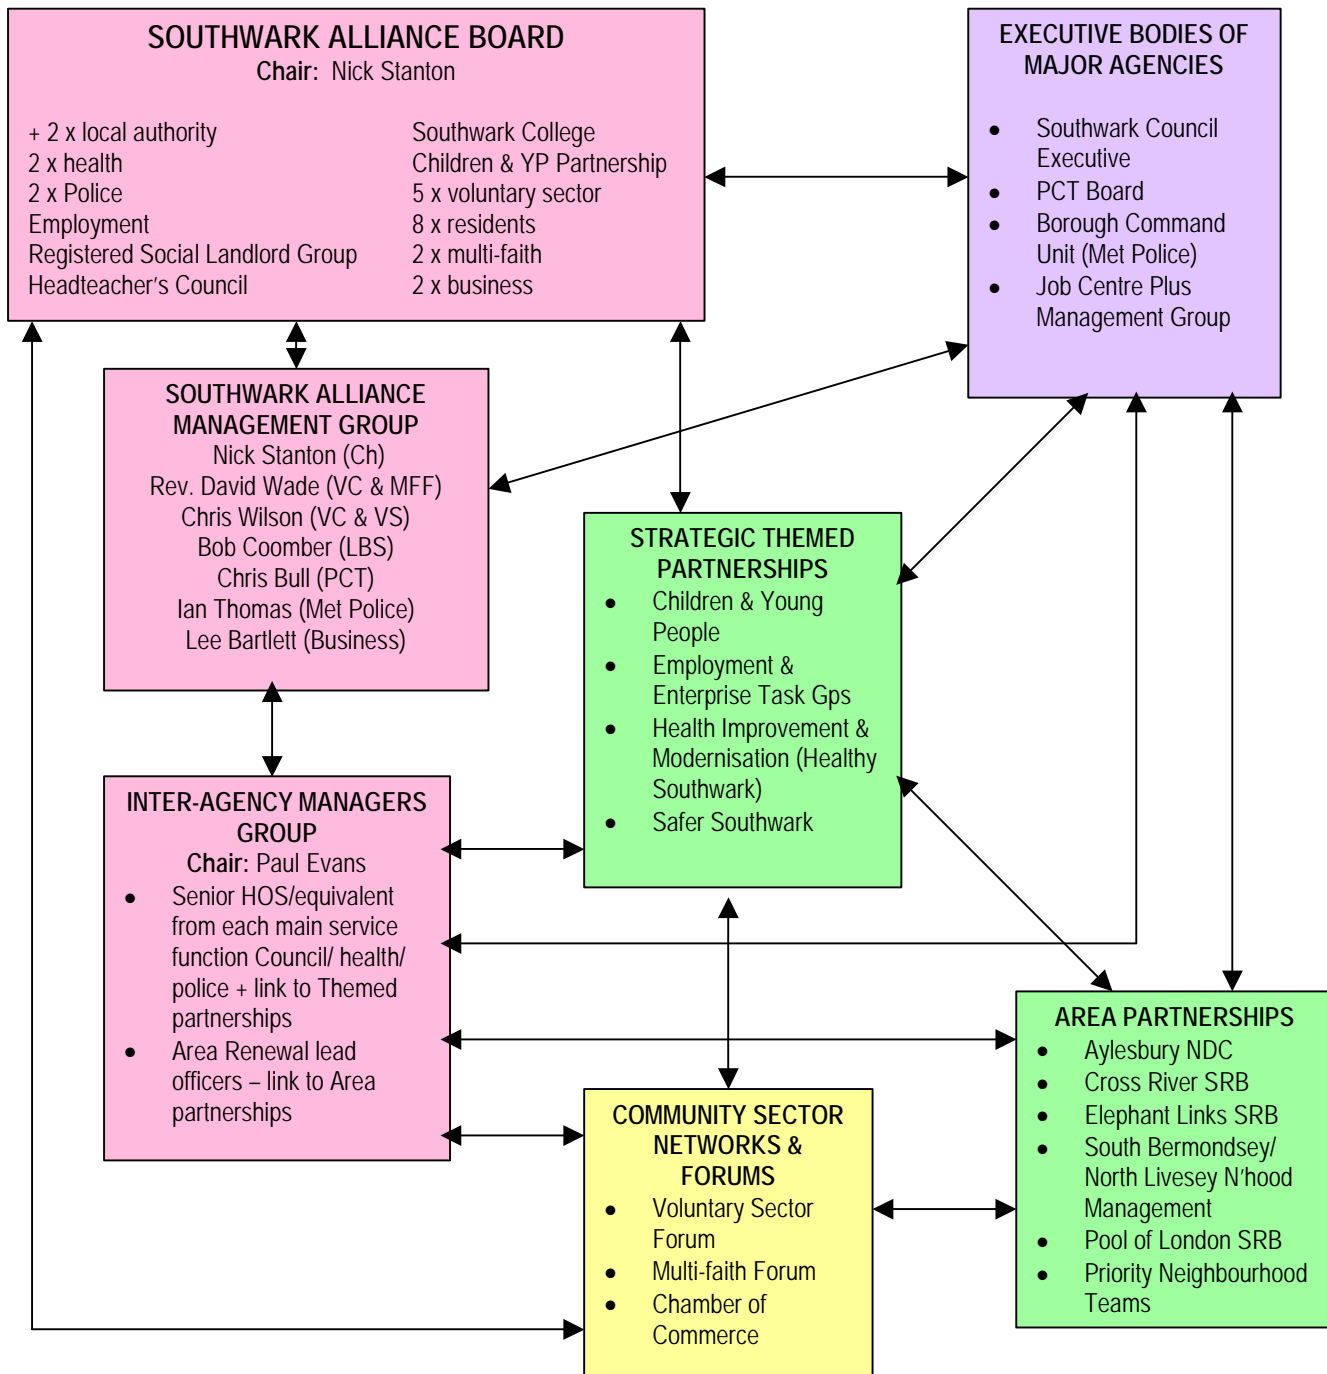 SOUTHWARK ALLIANCE BOARD
Chair: Nick Stanton
+ 2 x local authority
2 x health
2 x Police
Employment
Registered Social Landlord Group
Headteacher's Council
Southwark College
Children & YP Partnership
5 x voluntary sector
8 x residents
2 x multi-faith
2 x business
EXECUTIVE BODIES OF
MAJOR AGENCIES
• Southwark Council
Executive
• PCT Board
• Borough Command
Unit (Met Police)
• Job Centre Plus
Management Group
SOUTHWARK ALLIANCE
MANAGEMENT GROUP
Nick Stanton (Ch)
Rev. David Wade (VC & MFF)
Chris Wilson (VC & VS)
Bob Coomber (LBS)
Chris Bull (PCT)
Ian Thomas (Met Police)
Lee Bartlett (Business)
STRATEGIC THEMED
PARTNERSHIPS
• Children & Young
People
• Employment &
Enterprise Task Gps
• Health Improvement &
Modernisation (Healthy
Southwark)
• Safer Southwark
INTER-AGENCY MANAGERS
GROUP
Chair: Paul Evans
• Senior HOS/equivalent
from each main service
function Council/ health/
police + link to Themed
partnerships
• Area Renewal lead
officers – link to Area
partnerships
AREA PARTNERSHIPS
• Aylesbury NDC
• Cross River SRB
• Elephant Links SRB
• South Bermondsey/
North Livesey N'hood
Management
• Pool of London SRB
• Priority Neighbourhood
Teams
COMMUNITY SECTOR
NETWORKS &
FORUMS
• Voluntary Sector
Forum
• Multi-faith Forum
• Chamber of
Commerce